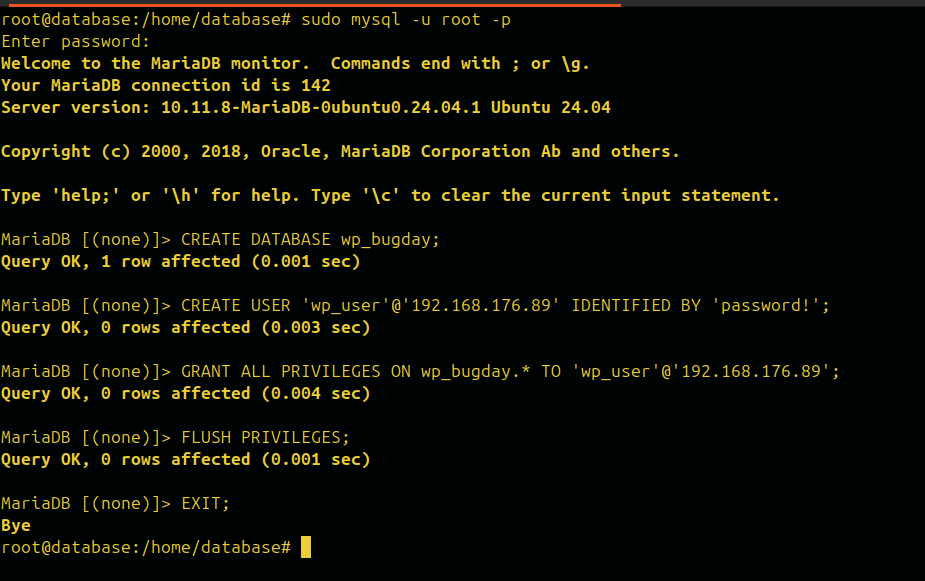 root@database:/home/database# sudo mysql -u root -p
Enter password:
Welcome to the MariaDB monitor.  Commands end with ; or \g.
Your MariaDB connection id is 142
Server version: 10.11.8-MariaDB-0ubuntu0.24.04.1 Ubuntu 24.04
Copyright (c) 2000, 2018, Oracle, MariaDB Corporation Ab and others.
Type 'help;' or '\h' for help. Type '\c' to clear the current input statement.
MariaDB [(none)]> CREATE DATABASE wp_bugday;
Query OK, 1 row affected (0.001 sec)
MariaDB [(none)]> CREATE USER 'wp_user'@'192.168.176.89' IDENTIFIED BY 'password!';
Query OK, 0 rows affected (0.003 sec)
MariaDB [(none)]> GRANT ALL PRIVILEGES ON wp_bugday.* TO 'wp_user'@'192.168.176.89';
Query OK, 0 rows affected (0.004 sec)
MariaDB [(none)]> FLUSH PRIVILEGES;
Query OK, 0 rows affected (0.001 sec)
MariaDB [(none)]> EXIT;
Bye
root@database:/home/database#